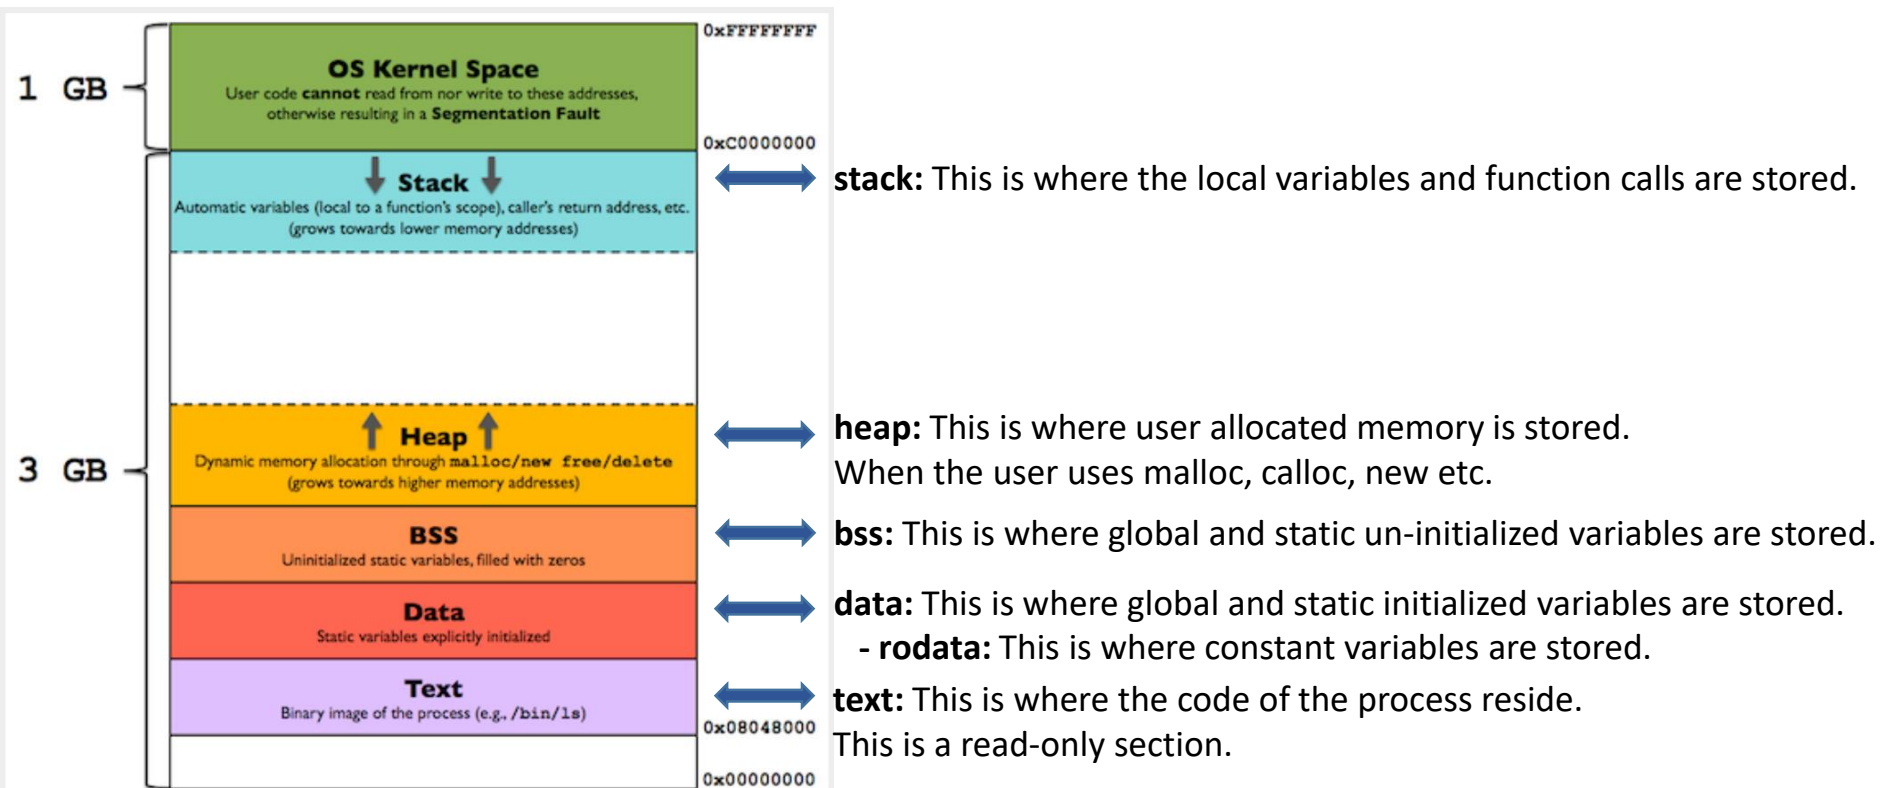 0xFFFFFFFF
OS Kernel Space
1 GB
User code cannot read from nor write to these addresses,
otherwise resulting in a Segmentation Fault
0xC0000000
Stack
stack: This is where the local variables and function calls are stored.
Automatic variables (local to a function's scope), caller's return address, etc.
(grows towards lower memory addresses)
Heap
heap: This is where user allocated memory is stored.
Dynamic memory allocation through malloc/new free/delete
3 GB
When the user uses malloc, calloc, new etc.
(grows towards higher memory addresses)
BSS
bss: This is where global and static un-initialized variables are stored.
Uninitialized static variables, filled with zeros
Data
data: This is where global and static initialized variables are stored.
Static variables explicitly initialized
- rodata: This is where constant variables are stored.
Text
text: This is where the code of the process reside.
Binary image of the process (e.g., /bin/ls)
0x08048000
This is a read-only section.
0x00000000